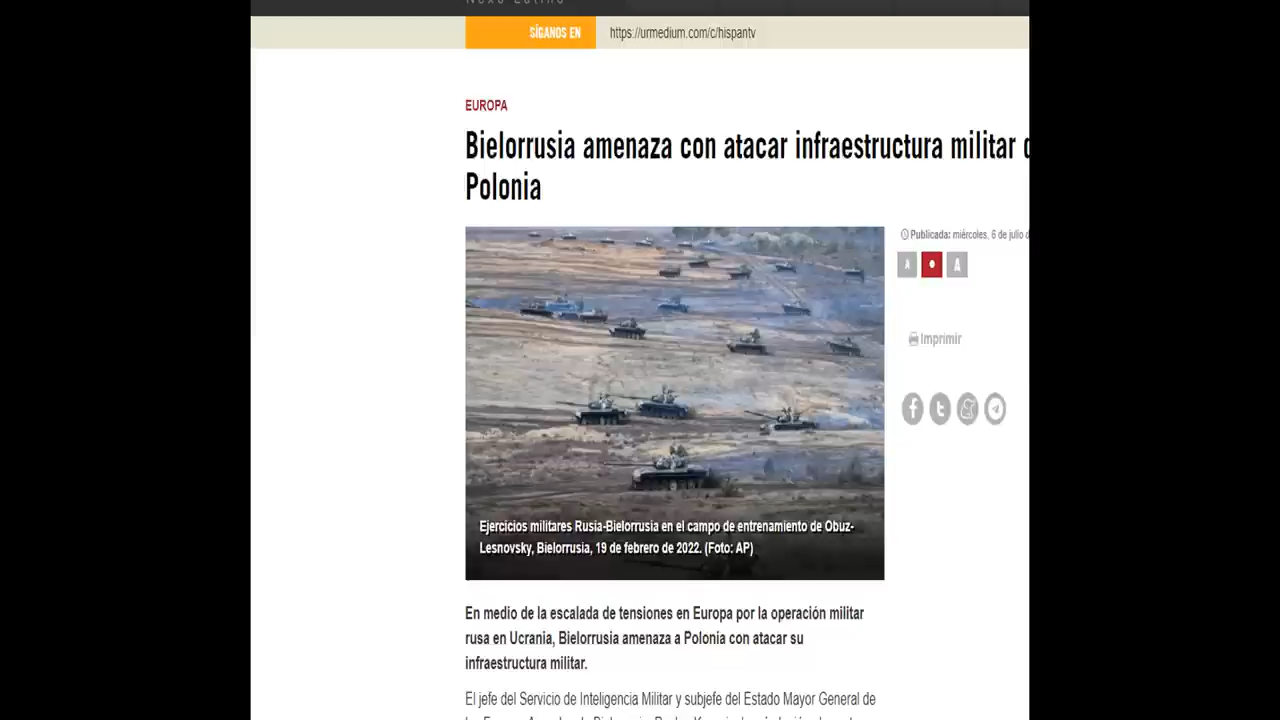 SÍGANOS EN https://urmedium.com/c/hispantv
EUROPA
Bielorrusia amenaza con atacar infraestructura militar
Polonia
Publicada: miércoles, 6 de julio
A A
Imprimir
Ejercicios militares Rusia-Bielorrusia en el campo de entrenamiento de Obuz-
Lesnovsky, Bielorrusia, 19 de febrero de 2022. (Foto: AP)
En medio de la escalada de tensiones en Europa por la operación militar
rusa en Ucrania, Bielorrusia amenaza a Polonia con atacar su
infraestructura militar.
El jefe del Servicio de Inteligencia Militar y subjefe del Estado Mayor General de